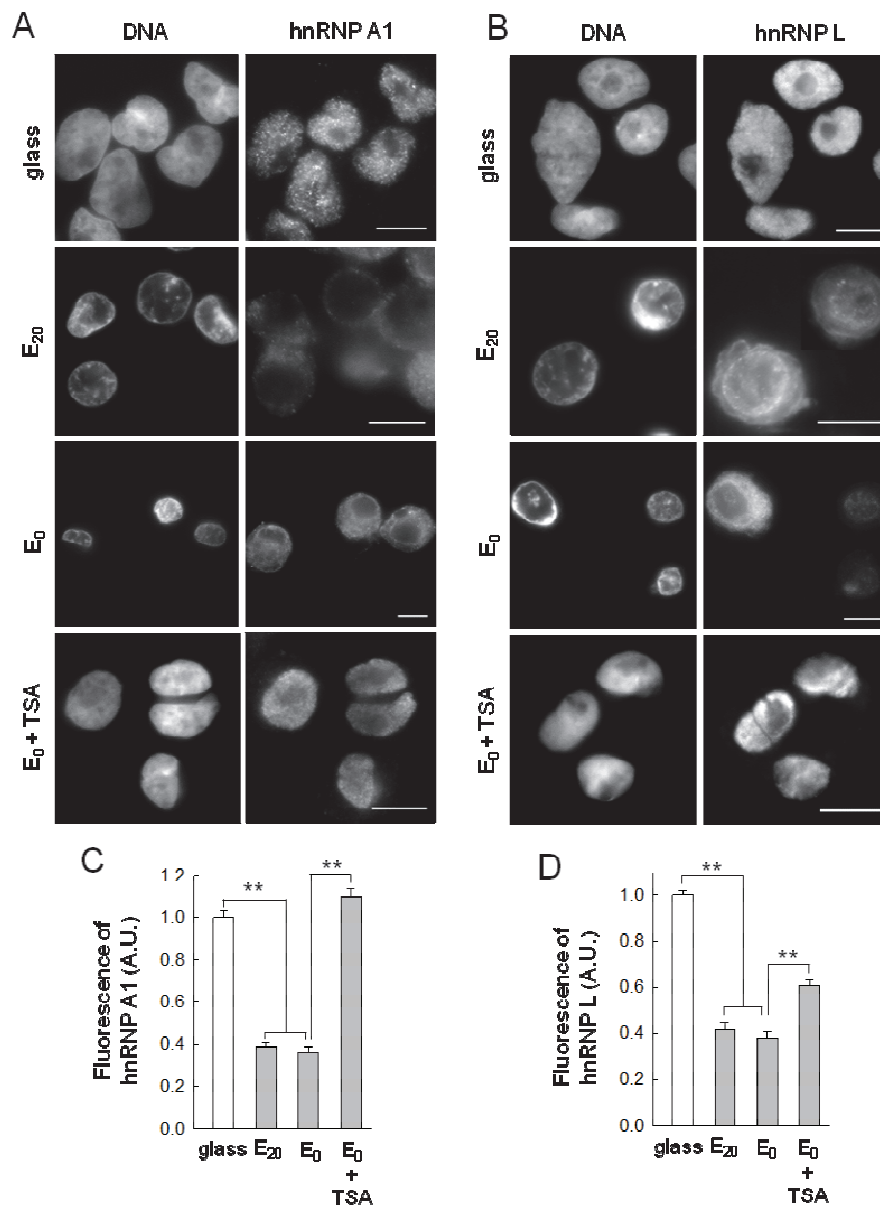 A
DNA
hnRNP A1
glass
E20
E0
E0 + TSA
B
DNA
hnRNP L
glass
E20
E0
E0 + TSA
C
Fluorescence of
hnRNP A1 (A.U.)
1.2
1.0
0.8
0.6
0.4
0.2
0.0
**
**
glass E20 E0 E0
+
TSA
D
Fluorescence of
hnRNP L (A.U.)
1.0
0.8
0.6
0.4
0.2
0.0
**
**
glass E20 E0 E0
+
TSA